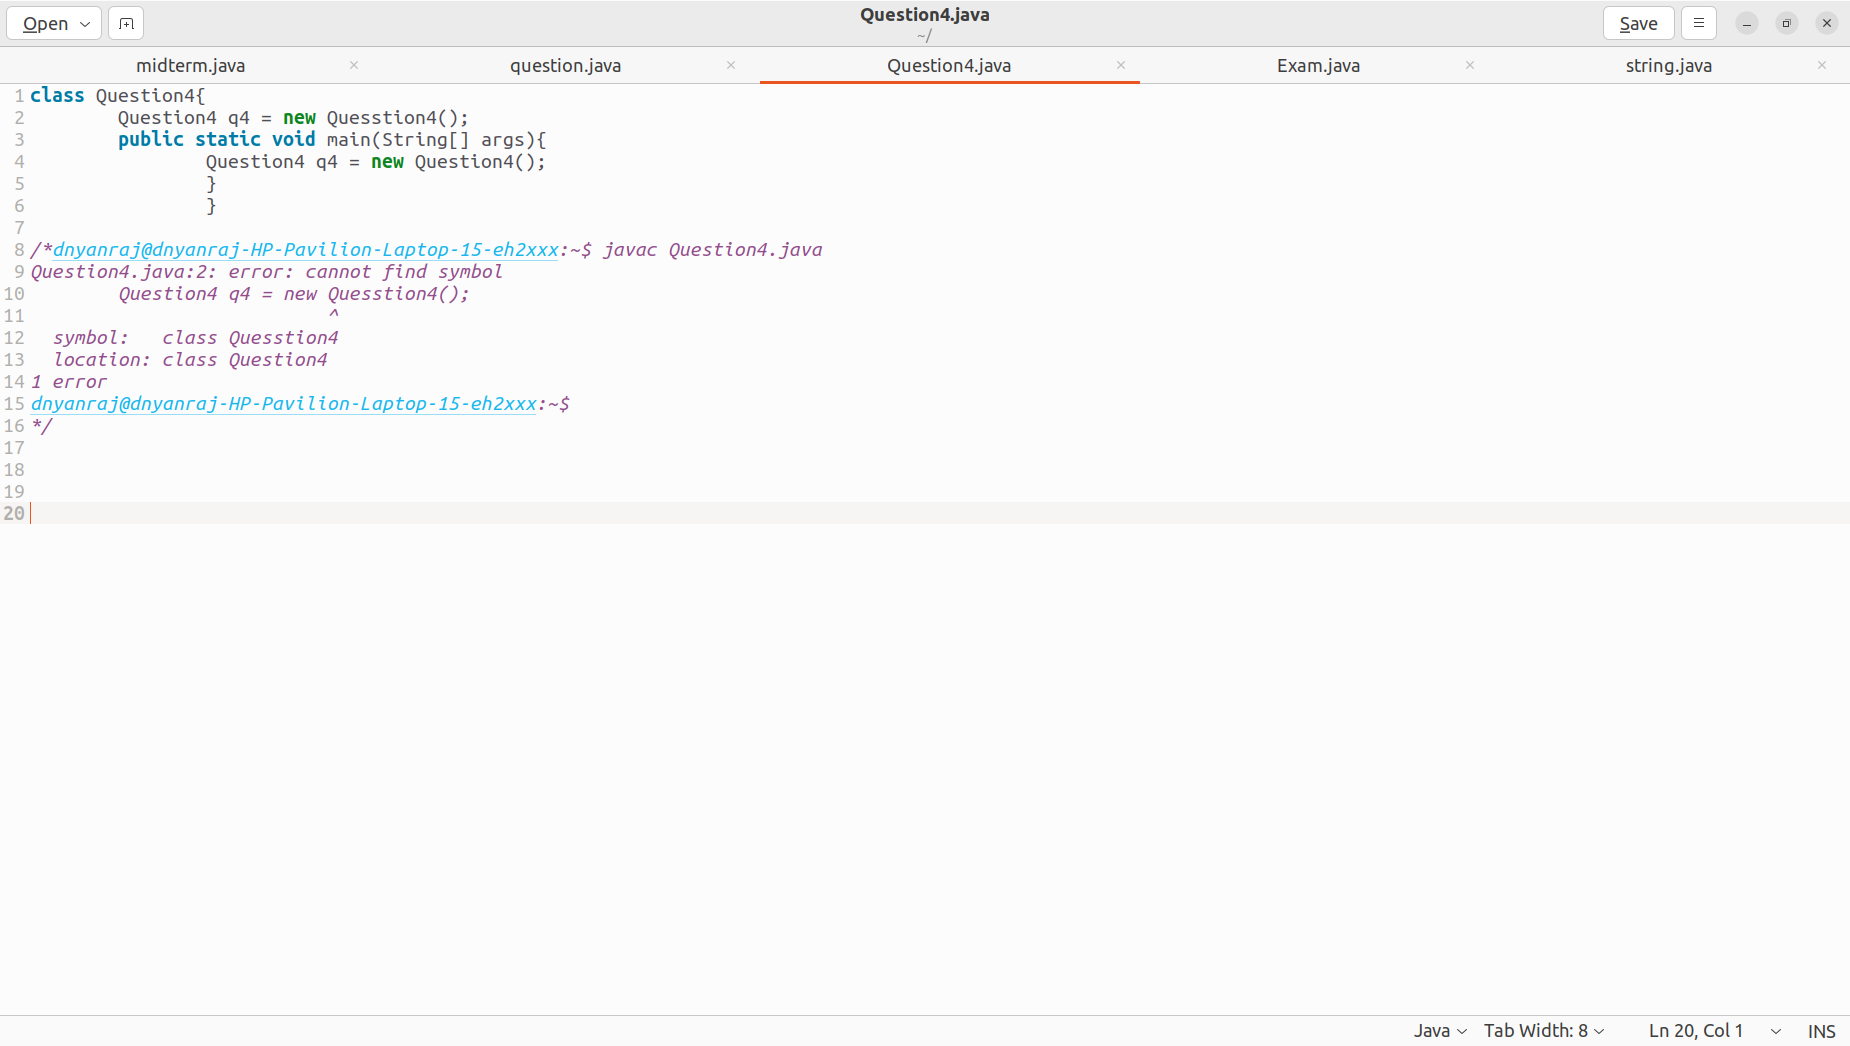 Open
Question4.java
~/
Save
midterm.java
question.java
Question4.java
Exam.java
string.java
1 class Question4{
2 Question4 q4 = new Quesstion4();
3 public static void main(String[] args){
4 Question4 q4 = new Question4();
5 }
6 }
7
8 /*dnyanraj@dnyanraj-HP-Pavilion-Laptop-15-eh2xxx:~$ javac Question4.java
9 Question4.java:2: error: cannot find symbol
10 Question4 q4 = new Quesstion4();
11 ^
12 symbol: class Quesstion4
13 location: class Question4
14 1 error
15 dnyanraj@dnyanraj-HP-Pavilion-Laptop-15-eh2xxx:~$
16 */
17
18
19
20
Java Tab Width: 8 Ln 20, Col 1 INS